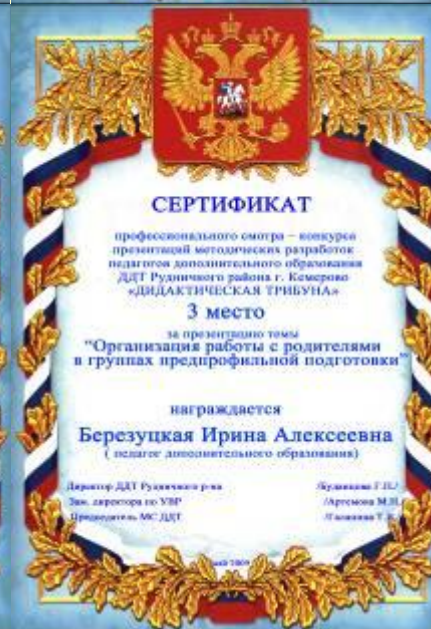 СЕРТИФИКАТ
профессионального смотра – конкурса
презентаций методических разработок
педагогов дополнительного образования
ДДТ Рудничного района г. Кемерово
«ДИДАКТИЧЕСКАЯ ТРИБУНА»
3 место
за презентацию темы
"Организация работы с родителями
в группах предпрофильной подготовки"
награждается
Березуцкая Ирина Алексеевна
( педагог дополнительного образования)
Директор ДДТ Рудничного р-на
Зам. директора по УВР /Артемова М.Н.
Председатель МС ДДТ
2009